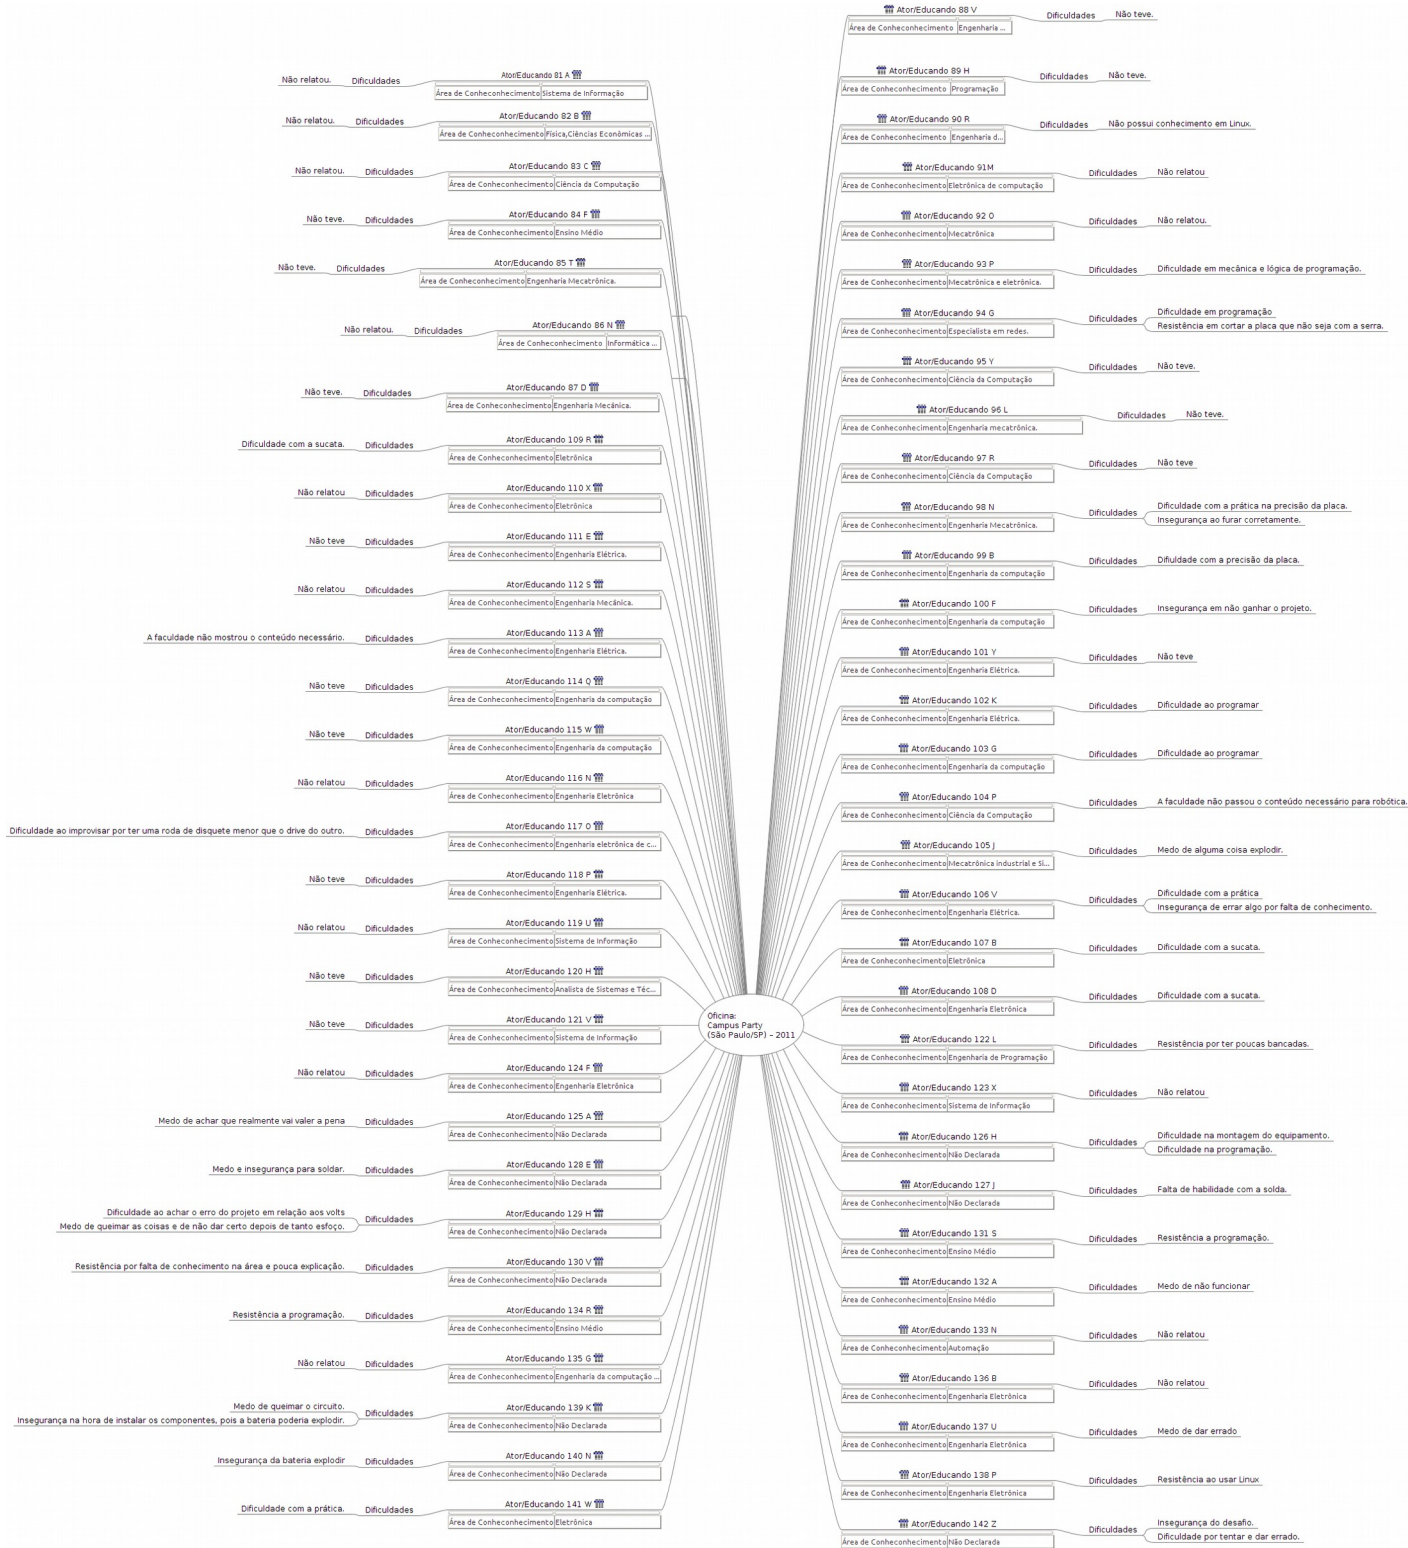 Ator/Educando 81 A
Área de Conheconhecimento Sistema de Informação
Dificuldades
Não relatou.
Ator/Educando 82 B
Área de Conheconhecimento Física,Ciências Econômicas ...
Dificuldades
Não relatou.
Ator/Educando 83 C
Área de Conheconhecimento Ciência da Computação
Dificuldades
Não relatou.
Ator/Educando 84 F
Área de Conheconhecimento Ensino Médio
Dificuldades
Não teve.
Ator/Educando 85 T
Área de Conheconhecimento Engenharia Mecatrônica.
Dificuldades
Não teve.
Ator/Educando 86 N
Área de Conheconhecimento Informática ...
Dificuldades
Não relatou.
Ator/Educando 87 D
Área de Conheconhecimento Engenharia Mecânica.
Dificuldades
Não teve.
Ator/Educando 109 R
Área de Conheconhecimento Eletrônica
Dificuldades
Dificuldade com a sucata.
Ator/Educando 110 X
Área de Conheconhecimento Eletrônica
Dificuldades
Não relatou
Ator/Educando 111 E
Área de Conheconhecimento Engenharia Elétrica.
Dificuldades
Não teve
Ator/Educando 112 S
Área de Conheconhecimento Engenharia Mecânica.
Dificuldades
Não relatou
Ator/Educando 113 A
Área de Conheconhecimento Engenharia Elétrica.
Dificuldades
A faculdade não mostrou o conteúdo necessário.
Ator/Educando 114 Q
Área de Conheconhecimento Engenharia da computação
Dificuldades
Não teve
Ator/Educando 115 W
Área de Conheconhecimento Engenharia da computação
Dificuldades
Não teve
Ator/Educando 116 N
Área de Conheconhecimento Engenharia Eletrônica
Dificuldades
Não relatou
Ator/Educando 117 O
Área de Conheconhecimento Engenharia eletrônica de c...
Dificuldades
Dificuldade ao improvisar por ter uma roda de disquete menor que o drive do outro.
Ator/Educando 118 P
Área de Conheconhecimento Engenharia Elétrica.
Dificuldades
Não teve
Ator/Educando 119 U
Área de Conheconhecimento Sistema de Informação
Dificuldades
Não relatou
Ator/Educando 120 H
Área de Conheconhecimento Analista de Sistemas e Téc...
Dificuldades
Não teve
Ator/Educando 121 V
Área de Conheconhecimento Sistema de Informação
Dificuldades
Não teve
Ator/Educando 124 F
Área de Conheconhecimento Engenharia Eletrônica
Dificuldades
Não relatou
Ator/Educando 125 A
Área de Conheconhecimento Não Declarada
Dificuldades
Medo de achar que realmente vai valer a pena
Ator/Educando 128 E
Área de Conheconhecimento Não Declarada
Dificuldades
Medo e insegurança para soldar.
Ator/Educando 129 H
Área de Conheconhecimento Não Declarada
Dificuldades
Dificuldade ao achar o erro do projeto em relação aos volts
Medo de queimar as coisas e de não dar certo depois de tanto esfoço.
Ator/Educando 130 V
Área de Conheconhecimento Não Declarada
Dificuldades
Resistência por falta de conhecimento na área e pouca explicação.
Ator/Educando 134 R
Área de Conheconhecimento Ensino Médio
Dificuldades
Resistência a programação.
Ator/Educando 135 G
Área de Conheconhecimento Engenharia da computação ...
Dificuldades
Não relatou
Ator/Educando 139 K
Área de Conheconhecimento Não Declarada
Dificuldades
Medo de queimar o circuito.
Insegurança na hora de instalar os componentes, pois a bateria poderia explodir.
Ator/Educando 140 N
Área de Conheconhecimento Não Declarada
Dificuldades
Insegurança da bateria explodir
Ator/Educando 141 W
Área de Conheconhecimento Eletrônica
Dificuldades
Dificuldade com a prática.
Oficina:
Campus Party
(São Paulo/SP) – 2011
Ator/Educando 88 V
Área de Conheconhecimento Engenharia ...
Dificuldades
Não teve.
Ator/Educando 89 H
Área de Conheconhecimento Programação
Dificuldades
Não teve.
Ator/Educando 90 R
Área de Conheconhecimento Engenharia d...
Dificuldades
Não possui conhecimento em Linux.
Ator/Educando 91M
Área de Conheconhecimento Eletrônica de computação
Dificuldades
Não relatou
Ator/Educando 92 O
Área de Conheconhecimento Mecatrônica
Dificuldades
Não relatou.
Ator/Educando 93 P
Área de Conheconhecimento Mecatrônica e eletrônica.
Dificuldades
Dificuldade em mecânica e lógica de programação.
Ator/Educando 94 G
Área de Conheconhecimento Especialista em redes.
Dificuldades
Dificuldade em programação
Resistência em cortar a placa que não seja com a serra.
Ator/Educando 95 Y
Área de Conheconhecimento Ciência da Computação
Dificuldades
Não teve.
Ator/Educando 96 L
Área de Conheconhecimento Engenharia mecatrônica.
Dificuldades
Não teve.
Ator/Educando 97 R
Área de Conheconhecimento Ciência da Computação
Dificuldades
Não teve
Ator/Educando 98 N
Área de Conheconhecimento Engenharia Mecatrônica.
Dificuldades
Dificuldade com a prática na precisão da placa.
Insegurança ao furar corretamente.
Ator/Educando 99 B
Área de Conheconhecimento Engenharia da computação
Dificuldades
Difiuldade com a precisão da placa.
Ator/Educando 100 F
Área de Conheconhecimento Engenharia da computação
Dificuldades
Insegurança em não ganhar o projeto.
Ator/Educando 101 Y
Área de Conheconhecimento Engenharia Elétrica.
Dificuldades
Não teve
Ator/Educando 102 K
Área de Conheconhecimento Engenharia Elétrica.
Dificuldades
Dificuldade ao programar
Ator/Educando 103 G
Área de Conheconhecimento Engenharia da computação
Dificuldades
Dificuldade ao programar
Ator/Educando 104 P
Área de Conheconhecimento Ciência da Computação
Dificuldades
A faculdade não passou o conteúdo necessário para robótica.
Ator/Educando 105 J
Área de Conheconhecimento Mecatrônica industrial e Si...
Dificuldades
Medo de alguma coisa explodir.
Ator/Educando 106 V
Área de Conheconhecimento Engenharia Elétrica.
Dificuldades
Dificuldade com a prática
Insegurança de errar algo por falta de conhecimento.
Ator/Educando 107 B
Área de Conheconhecimento Eletrônica
Dificuldades
Dificuldade com a sucata.
Ator/Educando 108 D
Área de Conheconhecimento Engenharia Eletrônica
Dificuldades
Dificuldade com a sucata.
Ator/Educando 122 L
Área de Conheconhecimento Engenharia de Programação
Dificuldades
Resistência por ter poucas bancadas.
Ator/Educando 123 X
Área de Conheconhecimento Sistema de Informação
Dificuldades
Não relatou
Ator/Educando 126 H
Área de Conheconhecimento Não Declarada
Dificuldades
Dificuldade na montagem do equipamento.
Dificuldade na programação.
Ator/Educando 127 J
Área de Conheconhecimento Não Declarada
Dificuldades
Falta de habilidade com a solda.
Ator/Educando 131 S
Área de Conheconhecimento Ensino Médio
Dificuldades
Resistência a programação.
Ator/Educando 132 A
Área de Conheconhecimento Ensino Médio
Dificuldades
Medo de não funcionar
Ator/Educando 133 N
Área de Conheconhecimento Automação
Dificuldades
Não relatou
Ator/Educando 136 B
Área de Conheconhecimento Engenharia Eletrônica
Dificuldades
Não relatou
Ator/Educando 137 U
Área de Conheconhecimento Engenharia Eletrônica
Dificuldades
Medo de dar errado
Ator/Educando 138 P
Área de Conheconhecimento Engenharia Eletrônica
Dificuldades
Resistência ao usar Linux
Ator/Educando 142 Z
Área de Conheconhecimento Não Declarada
Dificuldades
Insegurança do desafio.
Dificuldade por tentar e dar errado.